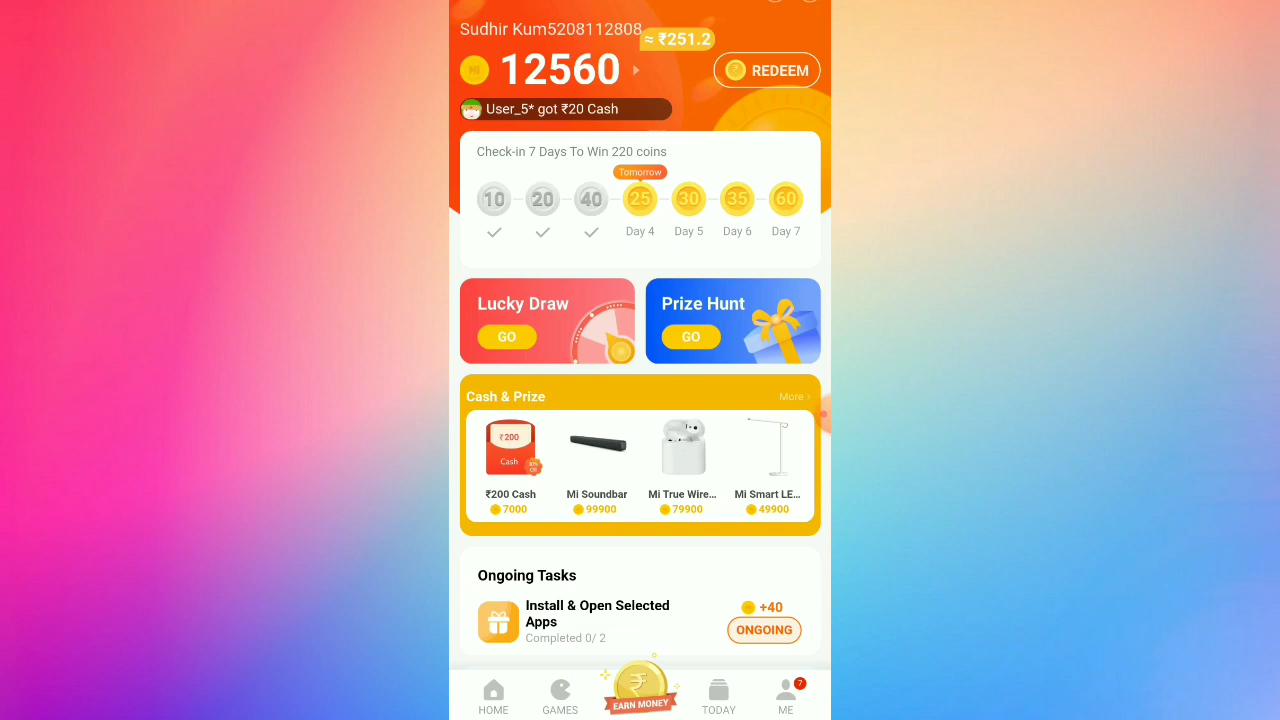 Sudhir Kum5208112808
≈ ₹251.2
12560
REDEEM
User_5* got ₹20 Cash
Check-in 7 Days To Win 220 coins
Tomorrow
10 20 40 25 30 35 60
Day 4 Day 5 Day 6 Day 7
Lucky Draw
GO
Prize Hunt
GO
Cash & Prize
More ›
₹200
Cash
₹200 Cash
7000
Mi Soundbar
99900
Mi True Wire...
79900
Mi Smart LE...
49900
Ongoing Tasks
Install & Open Selected
Apps
Completed 0/ 2
+40
ONGOING
HOME
GAMES
EARN MONEY
TODAY
7
ME